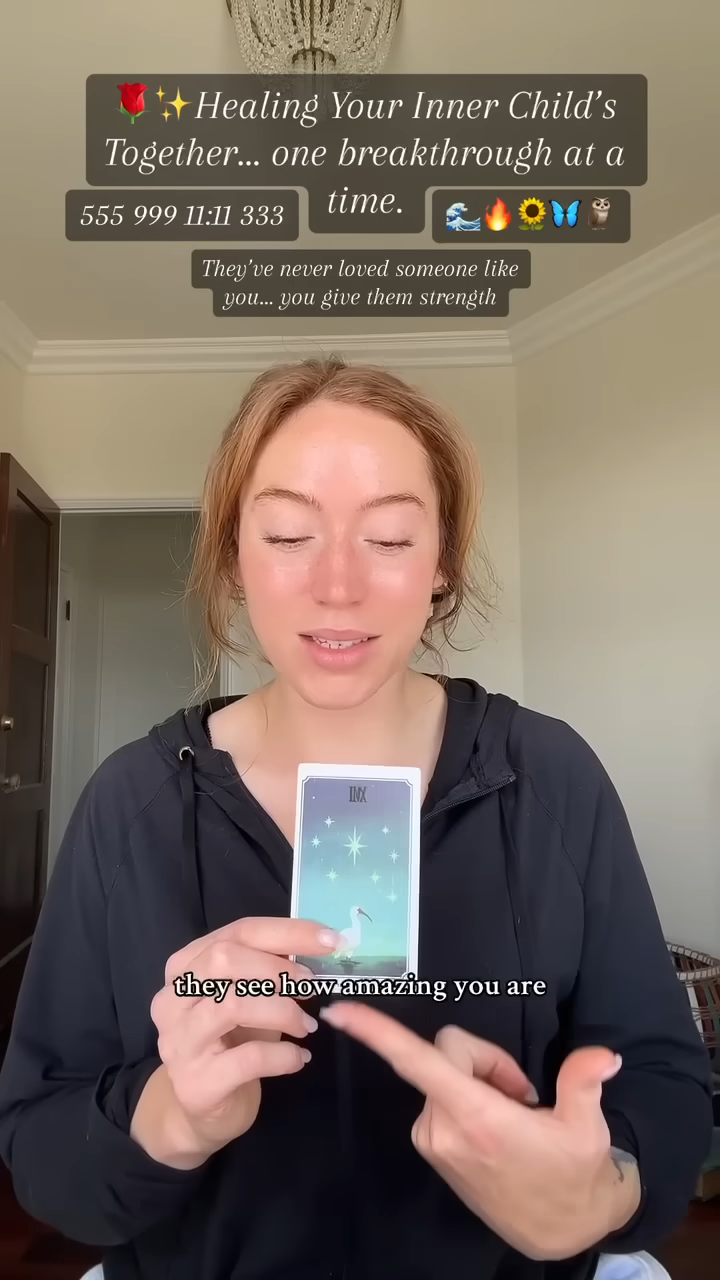 🌹✨Healing Your Inner Child’s
Together... one breakthrough at a
time.
555 999 11:11 333
🌊🔥🌻🦋🦉
They’ve never loved someone like
you... you give them strength
they see how amazing you are